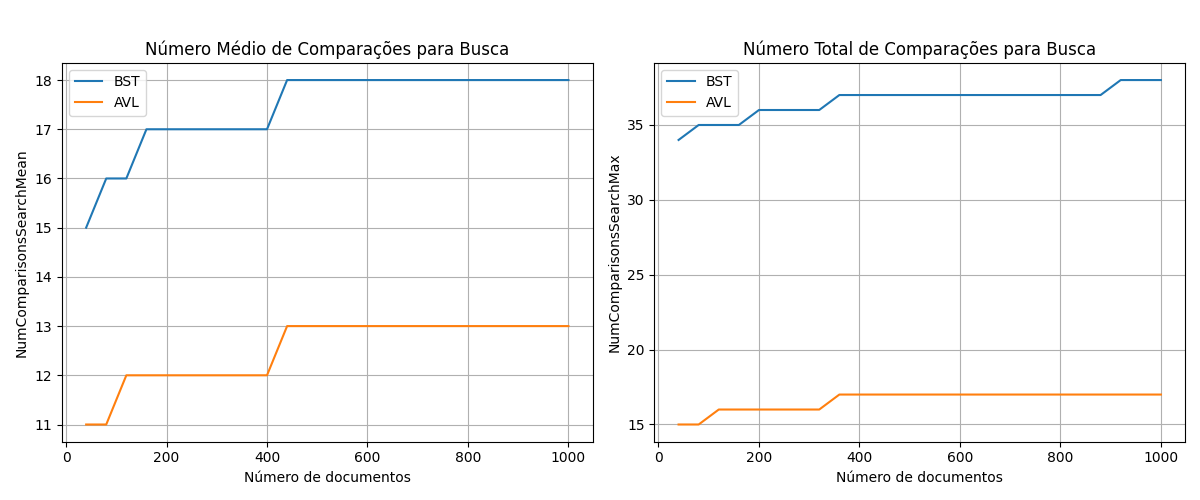 Número Médio de Comparações para Busca
BST
AVL
NumComparisonsSearchMean
18
17
16
15
14
13
12
11
0 200 400 600 800 1000
Número de documentos
Número Total de Comparações para Busca
BST
AVL
NumComparisonsSearchMax
35
30
25
20
15
0 200 400 600 800 1000
Número de documentos